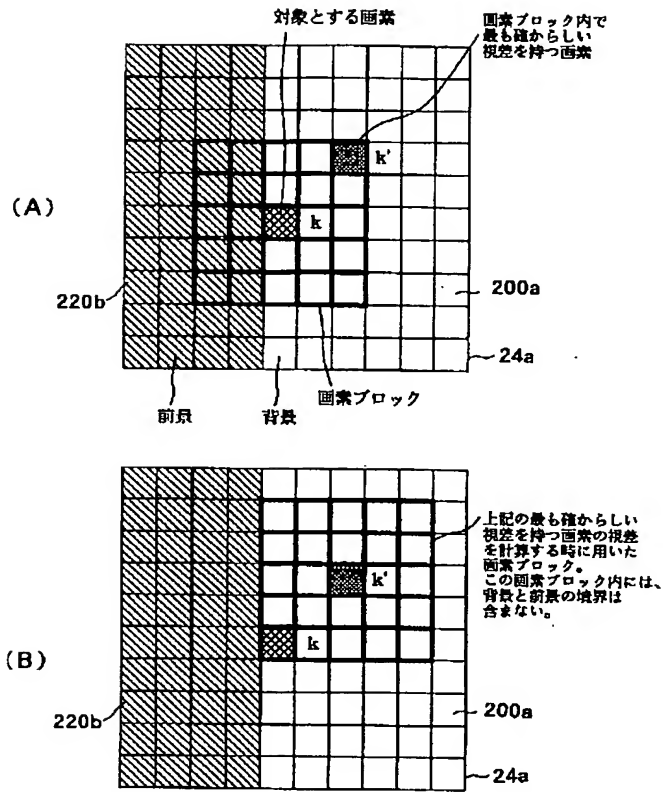 対象とする画素
画素ブロック内で
最も確からしい
視差を持つ画素
(A)
k'
k
220b
200a
24a
前景
背景
画素ブロック
(B)
上記の最も確からしい
視差を持つ画素の視差
を計算する時に用いた
画素ブロック。
この画素ブロック内には、
背景と前景の境界は
含まない。
k'
k
220b
200a
24a